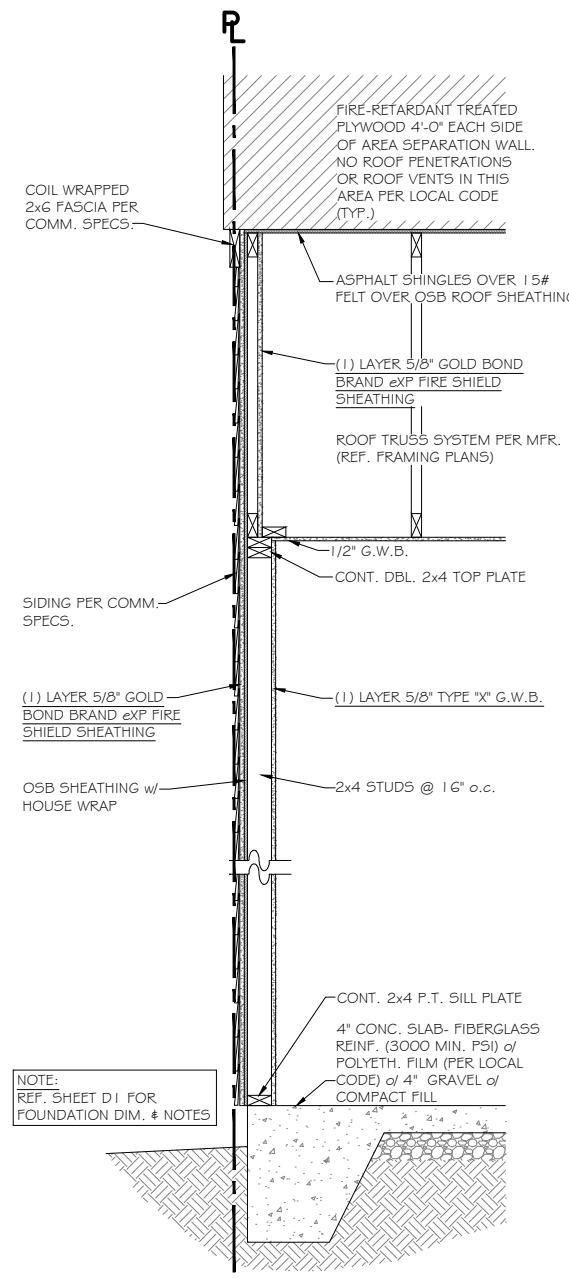 PL
FIRE-RETARDANT TREATED
PLYWOOD 4'-0" EACH SIDE
OF AREA SEPARATION WALL.
NO ROOF PENETRATIONS
OR ROOF VENTS IN THIS
AREA PER LOCAL CODE
(TYP.)
COIL WRAPPED
2x6 FASCIA PER
COMM. SPECS.
ASPHALT SHINGLES OVER 15#
FELT OVER OSB ROOF SHEATHING
(1) LAYER 5/8" GOLD BOND
BRAND eXP FIRE SHIELD
SHEATHING
ROOF TRUSS SYSTEM PER MFR.
(REF. FRAMING PLANS)
1/2" G.W.B.
CONT. DBL. 2x4 TOP PLATE
SIDING PER COMM.
SPECS.
(1) LAYER 5/8" GOLD
BOND BRAND eXP FIRE
SHIELD SHEATHING
(1) LAYER 5/8" TYPE "X" G.W.B.
OSB SHEATHING w/
HOUSE WRAP
2x4 STUDS @ 16" o.c.
CONT. 2x4 P.T. SILL PLATE
4" CONC. SLAB- FIBERGLASS
REINF. (3000 MIN. PSI) o/
POLYETH. FILM (PER LOCAL
CODE) o/ 4" GRAVEL o/
COMPACT FILL
NOTE:
REF. SHEET D1 FOR
FOUNDATION DIM. & NOTES